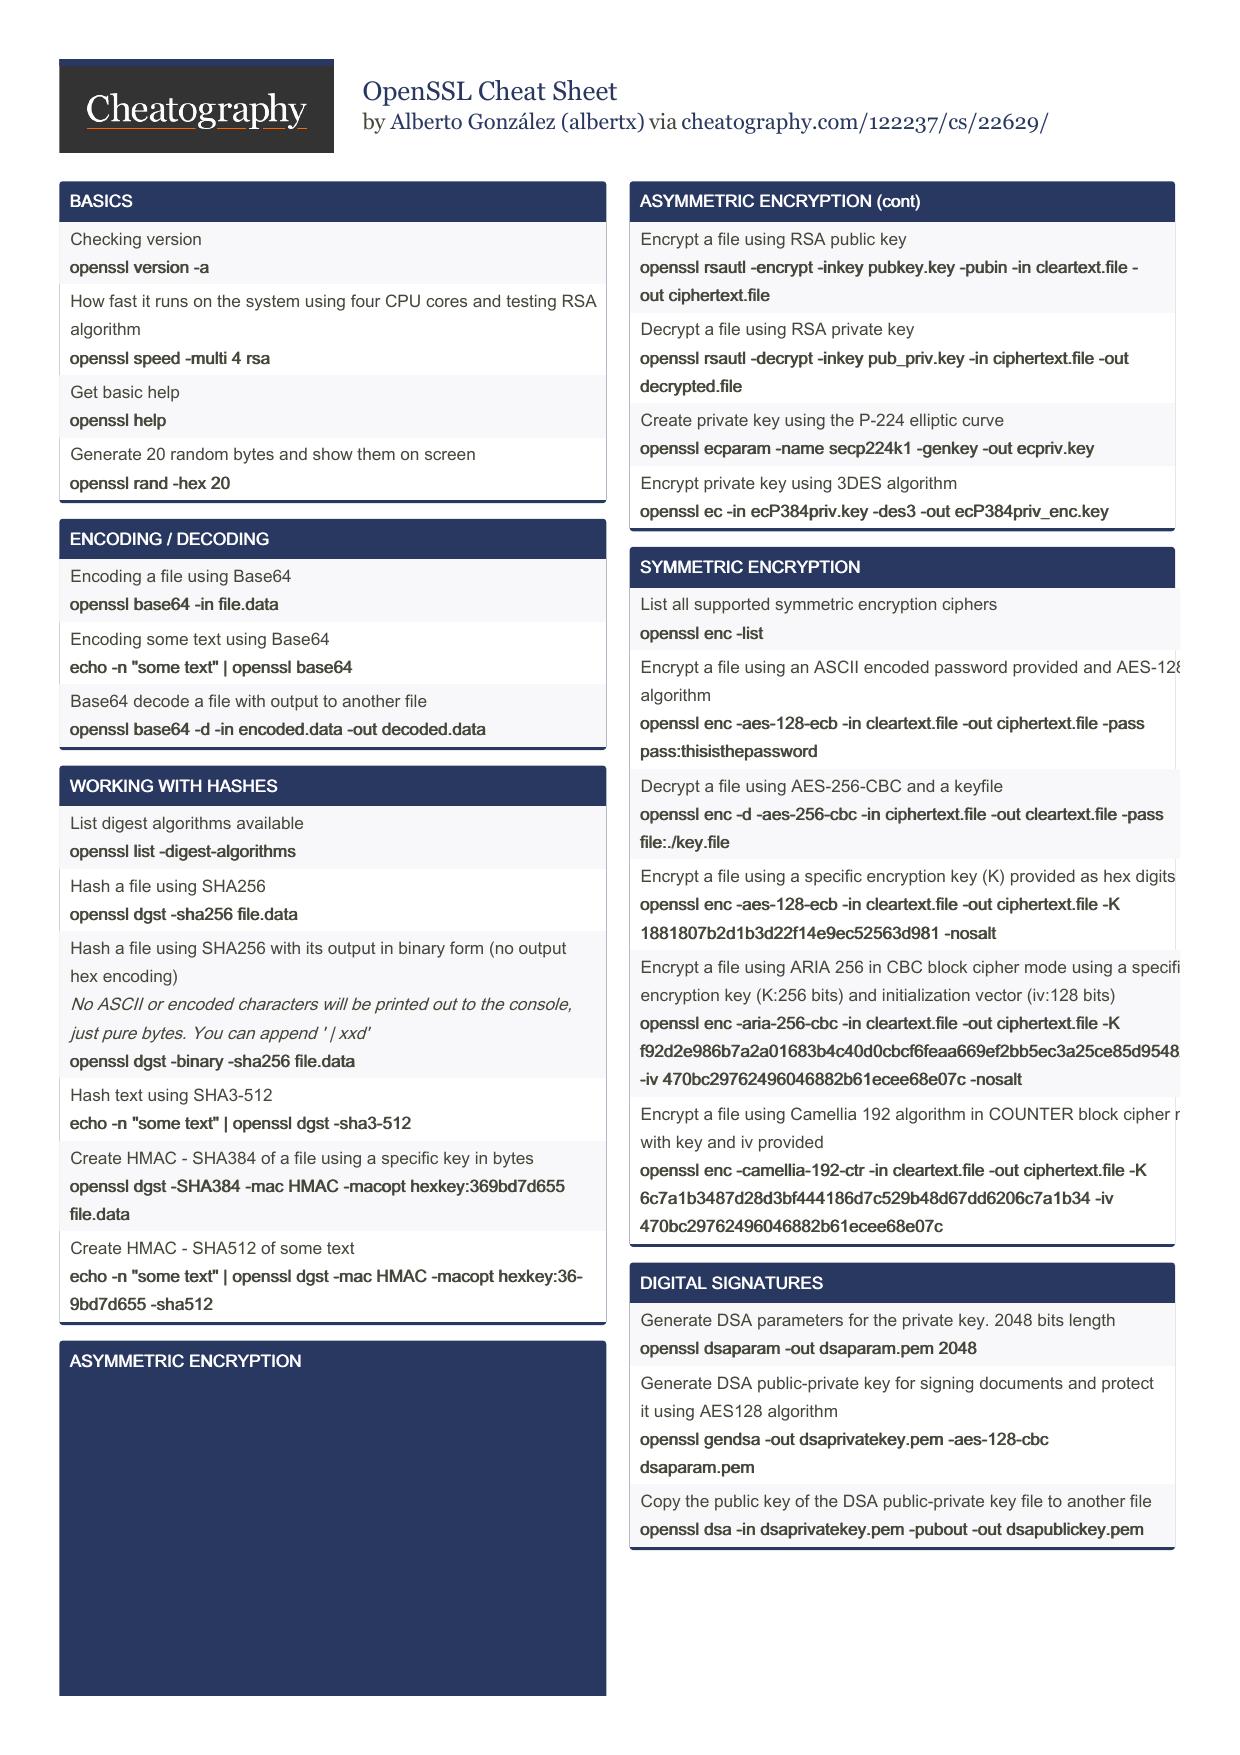 Cheatography
OpenSSL Cheat Sheet
by Alberto González (albertx) via cheatography.com/122237/cs/22629/
BASICS
Checking version
openssl version -a
How fast it runs on the system using four CPU cores and testing RSA
algorithm
openssl speed -multi 4 rsa
Get basic help
openssl help
Generate 20 random bytes and show them on screen
openssl rand -hex 20
ENCODING / DECODING
Encoding a file using Base64
openssl base64 -in file.data
Encoding some text using Base64
echo -n "some text" | openssl base64
Base64 decode a file with output to another file
openssl base64 -d -in encoded.data -out decoded.data
WORKING WITH HASHES
List digest algorithms available
openssl list -digest-algorithms
Hash a file using SHA256
openssl dgst -sha256 file.data
Hash a file using SHA256 with its output in binary form (no output
hex encoding)
No ASCII or encoded characters will be printed out to the console,
just pure bytes. You can append ' | xxd'
openssl dgst -binary -sha256 file.data
Hash text using SHA3-512
echo -n "some text" | openssl dgst -sha3-512
Create HMAC - SHA384 of a file using a specific key in bytes
openssl dgst -SHA384 -mac HMAC -macopt hexkey:369bd7d655
file.data
Create HMAC - SHA512 of some text
echo -n "some text" | openssl dgst -mac HMAC -macopt hexkey:36-
9bd7d655 -sha512
ASYMMETRIC ENCRYPTION
ASYMMETRIC ENCRYPTION (cont)
Encrypt a file using RSA public key
openssl rsautl -encrypt -inkey pubkey.key -pubin -in cleartext.file -
out ciphertext.file
Decrypt a file using RSA private key
openssl rsautl -decrypt -inkey pub_priv.key -in ciphertext.file -out
decrypted.file
Create private key using the P-224 elliptic curve
openssl ecparam -name secp224k1 -genkey -out ecpriv.key
Encrypt private key using 3DES algorithm
openssl ec -in ecP384priv.key -des3 -out ecP384priv_enc.key
SYMMETRIC ENCRYPTION
List all supported symmetric encryption ciphers
openssl enc -list
Encrypt a file using an ASCII encoded password provided and AES-128
algorithm
openssl enc -aes-128-ecb -in cleartext.file -out ciphertext.file -pass
pass:thisisthepassword
Decrypt a file using AES-256-CBC and a keyfile
openssl enc -d -aes-256-cbc -in ciphertext.file -out cleartext.file -pass
file:./key.file
Encrypt a file using a specific encryption key (K) provided as hex digits
openssl enc -aes-128-ecb -in cleartext.file -out ciphertext.file -K
1881807b2d1b3d22f14e9ec52563d981 -nosalt
Encrypt a file using ARIA 256 in CBC block cipher mode using a specifi
encryption key (K:256 bits) and initialization vector (iv:128 bits)
openssl enc -aria-256-cbc -in cleartext.file -out ciphertext.file -K
f92d2e986b7a2a01683b4c40d0cbcf6feaa669ef2bb5ec3a25ce85d9548
-iv 470bc29762496046882b61ecee68e07c -nosalt
Encrypt a file using Camellia 192 algorithm in COUNTER block cipher
with key and iv provided
openssl enc -camellia-192-ctr -in cleartext.file -out ciphertext.file -K
6c7a1b3487d28d3bf444186d7c529b48d67dd6206c7a1b34 -iv
470bc29762496046882b61ecee68e07c
DIGITAL SIGNATURES
Generate DSA parameters for the private key. 2048 bits length
openssl dsaparam -out dsaparam.pem 2048
Generate DSA public-private key for signing documents and protect
it using AES128 algorithm
openssl gendsa -out dsaprivatekey.pem -aes-128-cbc
dsaparam.pem
Copy the public key of the DSA public-private key file to another file
openssl dsa -in dsaprivatekey.pem -pubout -out dsapublickey.pem